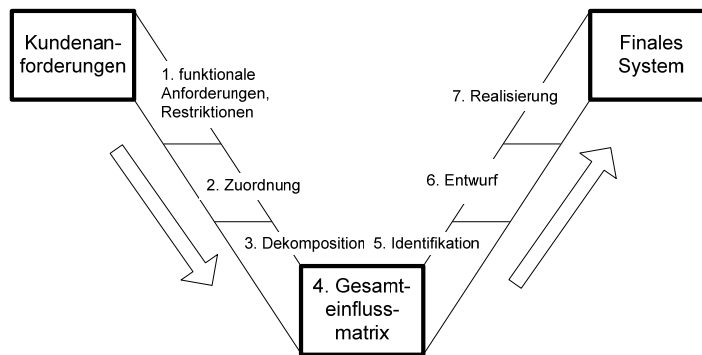 Kundenan-
forderungen
Finales
System
1. funktionale
Anforderungen,
Restriktionen
7. Realisierung
2. Zuordnung
6. Entwurf
3. Dekomposition
5. Identifikation
4. Gesamt-
einfluss-
matrix